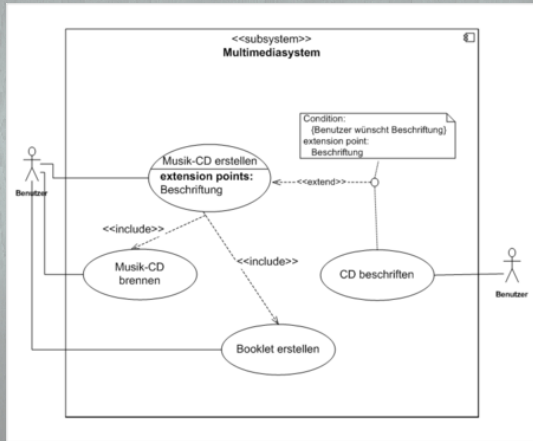 <<subsystem>>
Multimediasystem
Condition:
{Benutzer wünscht Beschriftung}
extension point:
Beschriftung
Musik-CD erstellen
extension points:
Beschriftung
<<extend>>
Benutzer
<<include>>
<<include>>
Musik-CD
brennen
CD beschriften
Benutzer
Booklet erstellen